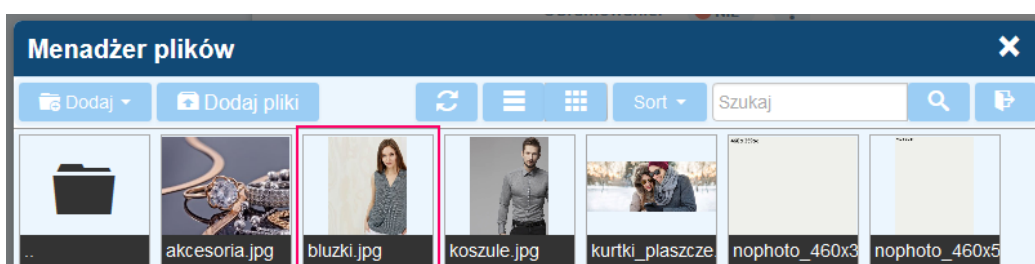 Menadżer plików
Dodaj
Dodaj pliki
Sort
Szukaj
..
akcesoria.jpg
bluzki.jpg
koszule.jpg
kurtki_plaszcze.
nophoto_460x3
nophoto_460x5